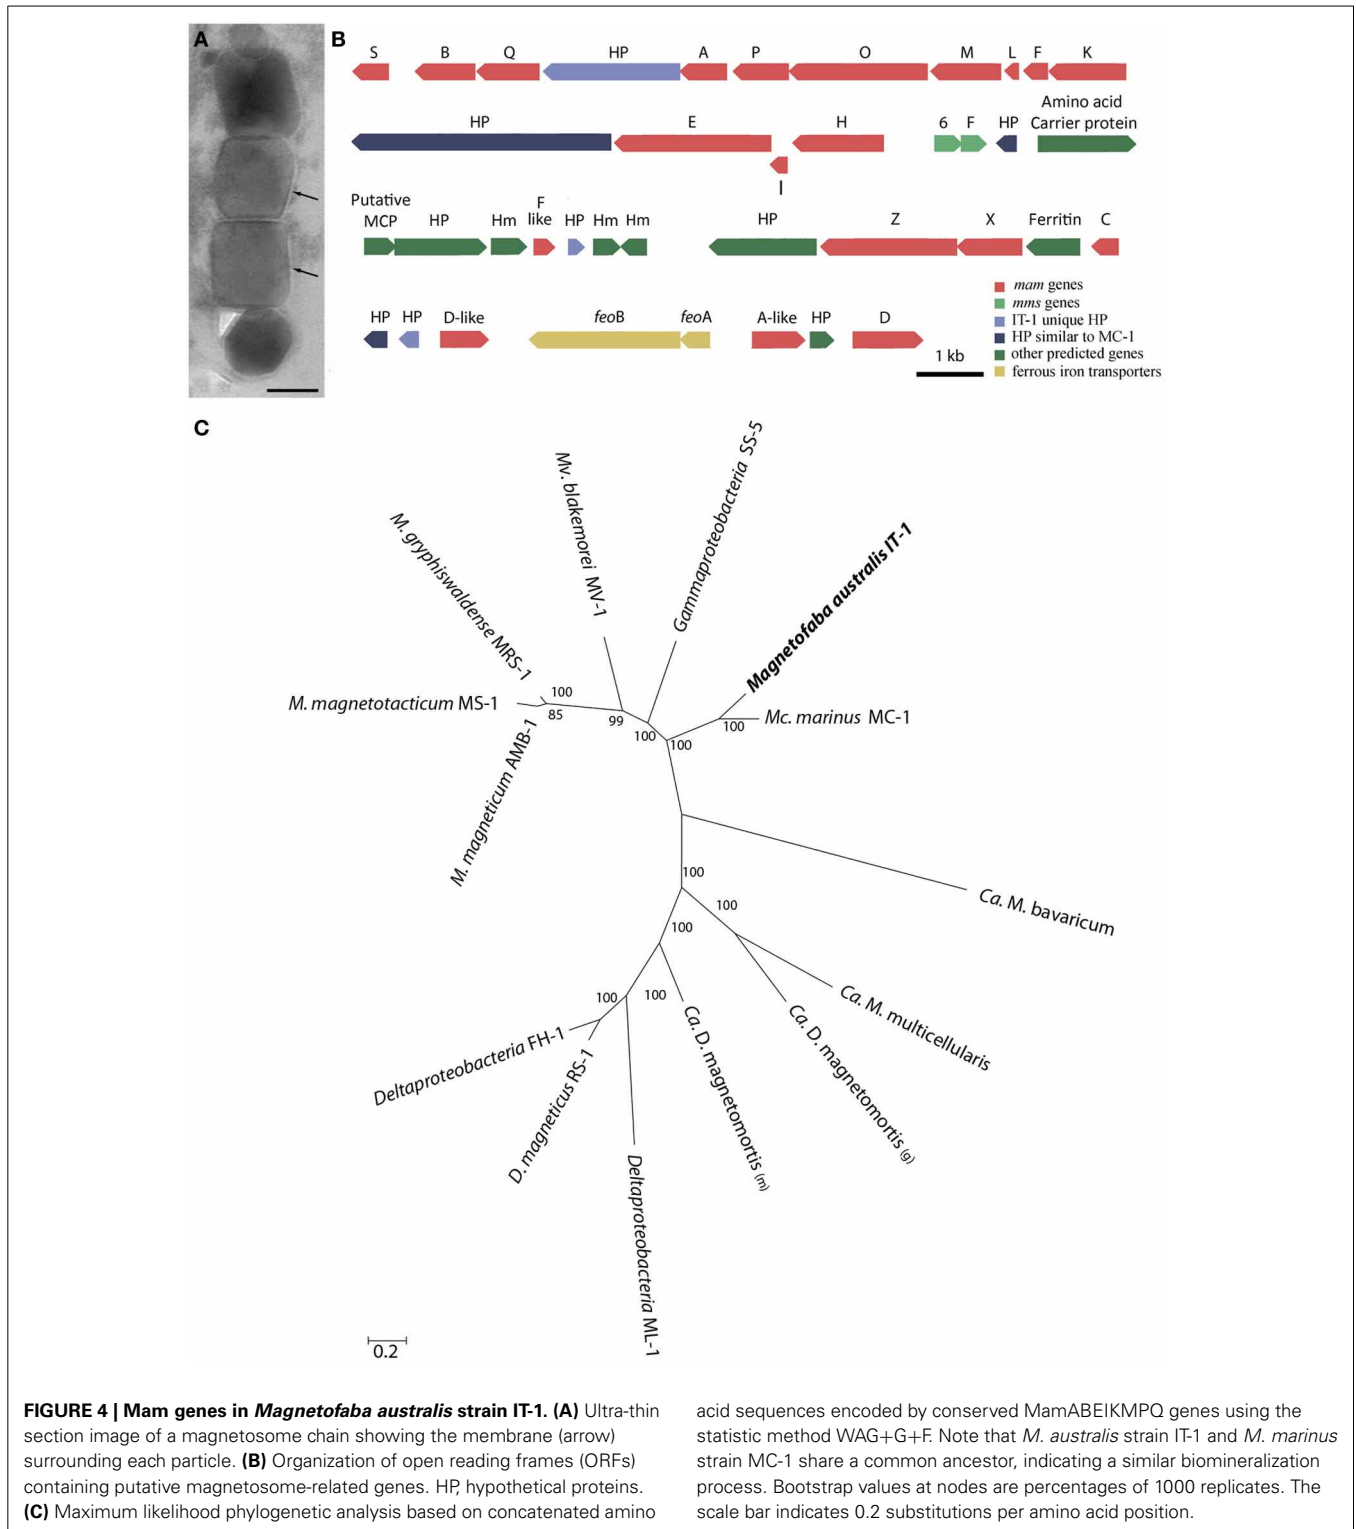 A
B
S B Q HP A P O M L F K
HP E H 6 F HP
Amino acid
Carrier protein
I
Putative
MCP HP Hm
F
like HP Hm Hm HP Z X Ferritin C
HP HP D-like feoB feoA A-like HP D
1 kb
mam genes
mms genes
IT-1 unique HP
HP similar to MC-1
other predicted genes
ferrous iron transporters
C
M. gryphiswaldense MRS-1
Mv. blakemorei MV-1
Gammaproteobacteria SS-5
Magnetofaba australis IT-1
M. magnetotacticum MS-1
Mc. marinus MC-1
M. magneticum AMB-1
100
85
99
100
100
100
Ca. M. bavaricum
100
100
100
Ca. M. multicellularis
Ca. D. magnetomortis (g)
100
100
Ca. D. magnetomortis (m)
Deltaproteobacteria FH-1
D. magneticus RS-1
Deltaproteobacteria ML-1
0.2
FIGURE 4 | Mam genes in Magnetofaba australis strain IT-1. (A) Ultra-thin
section image of a magnetosome chain showing the membrane (arrow)
surrounding each particle. (B) Organization of open reading frames (ORFs)
containing putative magnetosome-related genes. HP, hypothetical proteins.
(C) Maximum likelihood phylogenetic analysis based on concatenated amino
acid sequences encoded by conserved MamABEIKMPQ genes using the
statistic method WAG+G+F. Note that M. australis strain IT-1 and M. marinus
strain MC-1 share a common ancestor, indicating a similar biomineralization
process. Bootstrap values at nodes are percentages of 1000 replicates. The
scale bar indicates 0.2 substitutions per amino acid position.